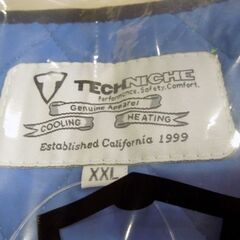 TECHNICHE
Performance. Safety. Comfort.
Genuine Apparel
COOLING HEATING
Established California 1999
XXL